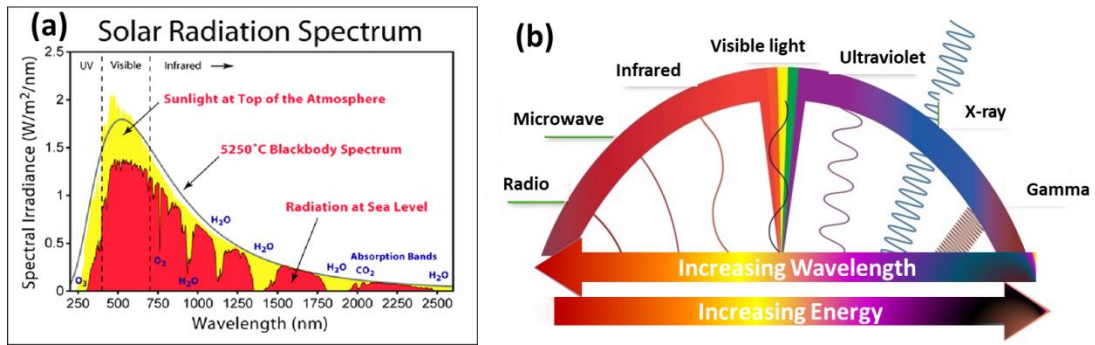 (a) Solar Radiation Spectrum
Spectral Irradiance (W/m²/nm)
2.5
2
1.5
1
0.5
0
UV Visible Infrared →
Sunlight at Top of the Atmosphere
5250°C Blackbody Spectrum
Radiation at Sea Level
H₂O
H₂O
Absorption Bands
H₂O CO₂ H₂O
O₃
O₂
H₂O
250 500 750 1000 1250 1500 1750 2000 2250 2500
Wavelength (nm)
(b)
Visible light
Infrared
Ultraviolet
Microwave
X-ray
Radio
Gamma
Increasing Wavelength
Increasing Energy